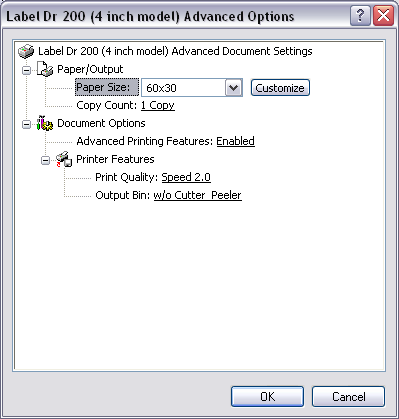 Label Dr 200 (4 inch model) Advanced Options
Label Dr 200 (4 inch model) Advanced Document Settings
Paper/Output
Paper Size: 60x30 Customize
Copy Count: 1 Copy
Document Options
Advanced Printing Features: Enabled
Printer Features
Print Quality: Speed 2.0
Output Bin: w/o Cutter_Peeler
OK Cancel